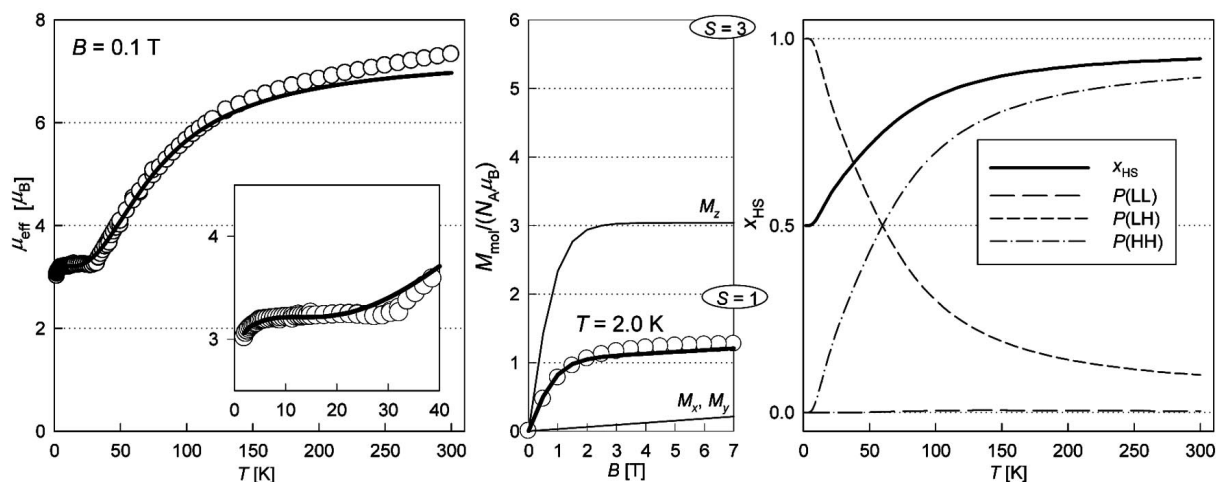 B = 0.1 T
μeff [μB]
8
6
4
2
0
4
3
0 10 20 30 40
0 50 100 150 200 250 300
T [K]
Mmol/(NAμB)
6
5
4
3
2
1
0
S = 3
Mz
S = 1
T = 2.0 K
Mx, My
0 1 2 3 4 5 6 7
B [T]
xHS
1.0
0.5
0.0
xHS
P(LL)
P(LH)
P(HH)
0 50 100 150 200 250 300
T [K]